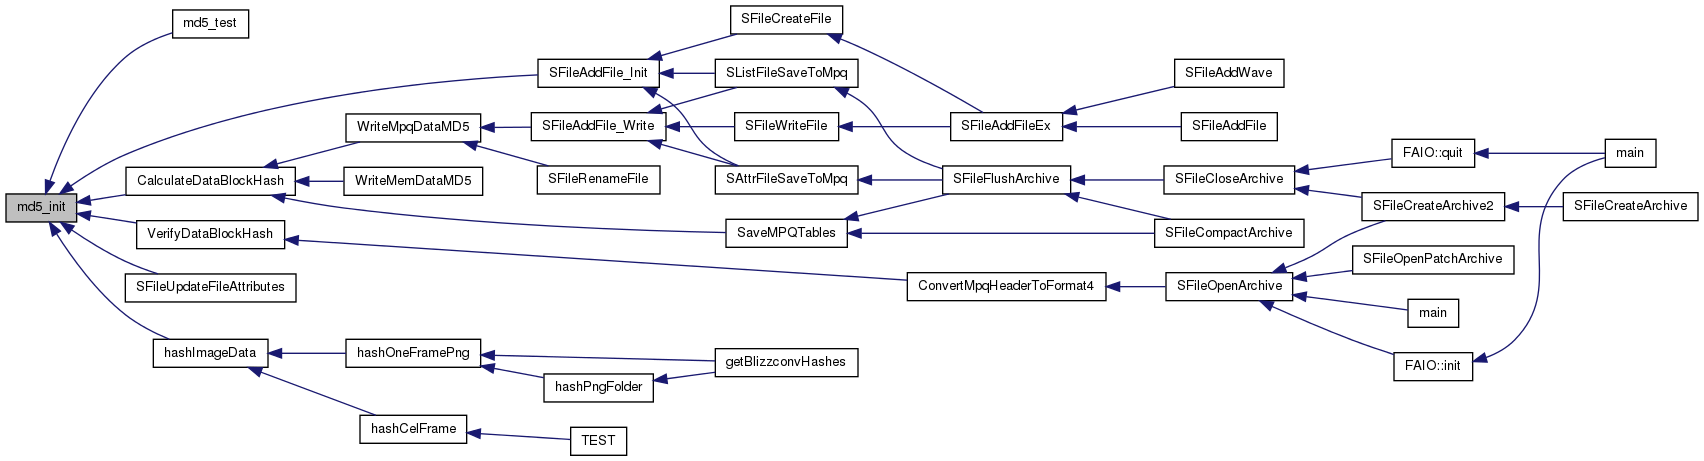 md5_init
md5_test
SFileAddFile_Init
CalculateDataBlockHash
VerifyDataBlockHash
SFileUpdateFileAttributes
hashImageData
WriteMpqDataMD5
WriteMemDataMD5
hashOneFramePng
hashCelFrame
SFileAddFile_Write
SFileRenameFile
hashPngFolder
TEST
SFileCreateFile
SListFileSaveToMpq
SFileWriteFile
SAttrFileSaveToMpq
SaveMPQTables
getBlizzconvHashes
ConvertMpqHeaderToFormat4
SFileAddFileEx
SFileFlushArchive
SFileAddWave
SFileAddFile
SFileCloseArchive
SFileCompactArchive
SFileOpenArchive
FAIO::quit
SFileCreateArchive2
SFileOpenPatchArchive
main
FAIO::init
main
SFileCreateArchive